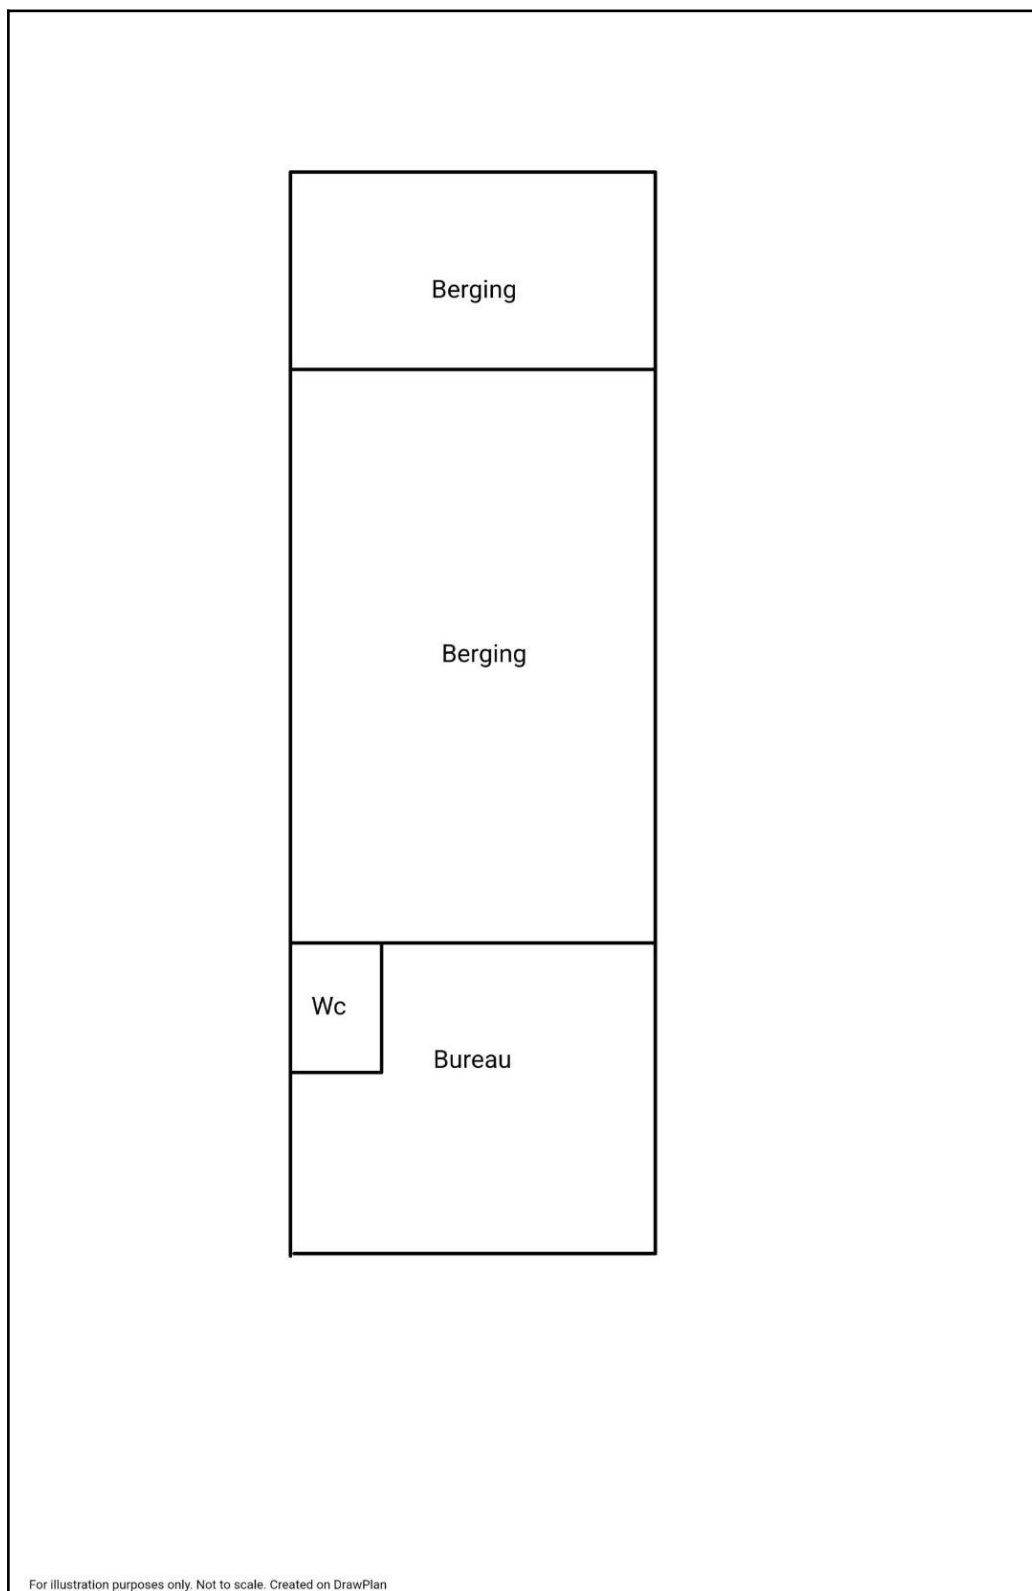 Berging
Berging
Wc
Bureau
For illustration purposes only. Not to scale. Created on DrawPlan